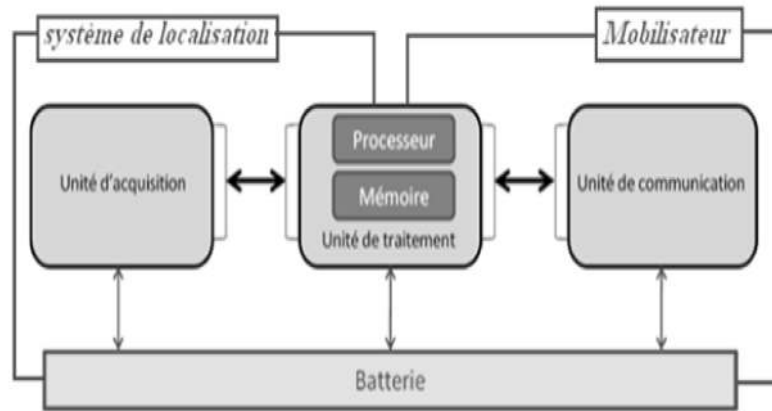 système de localisation
Mobilisateur
Unité d'acquisition
Processeur
Mémoire
Unité de traitement
Unité de communication
Batterie